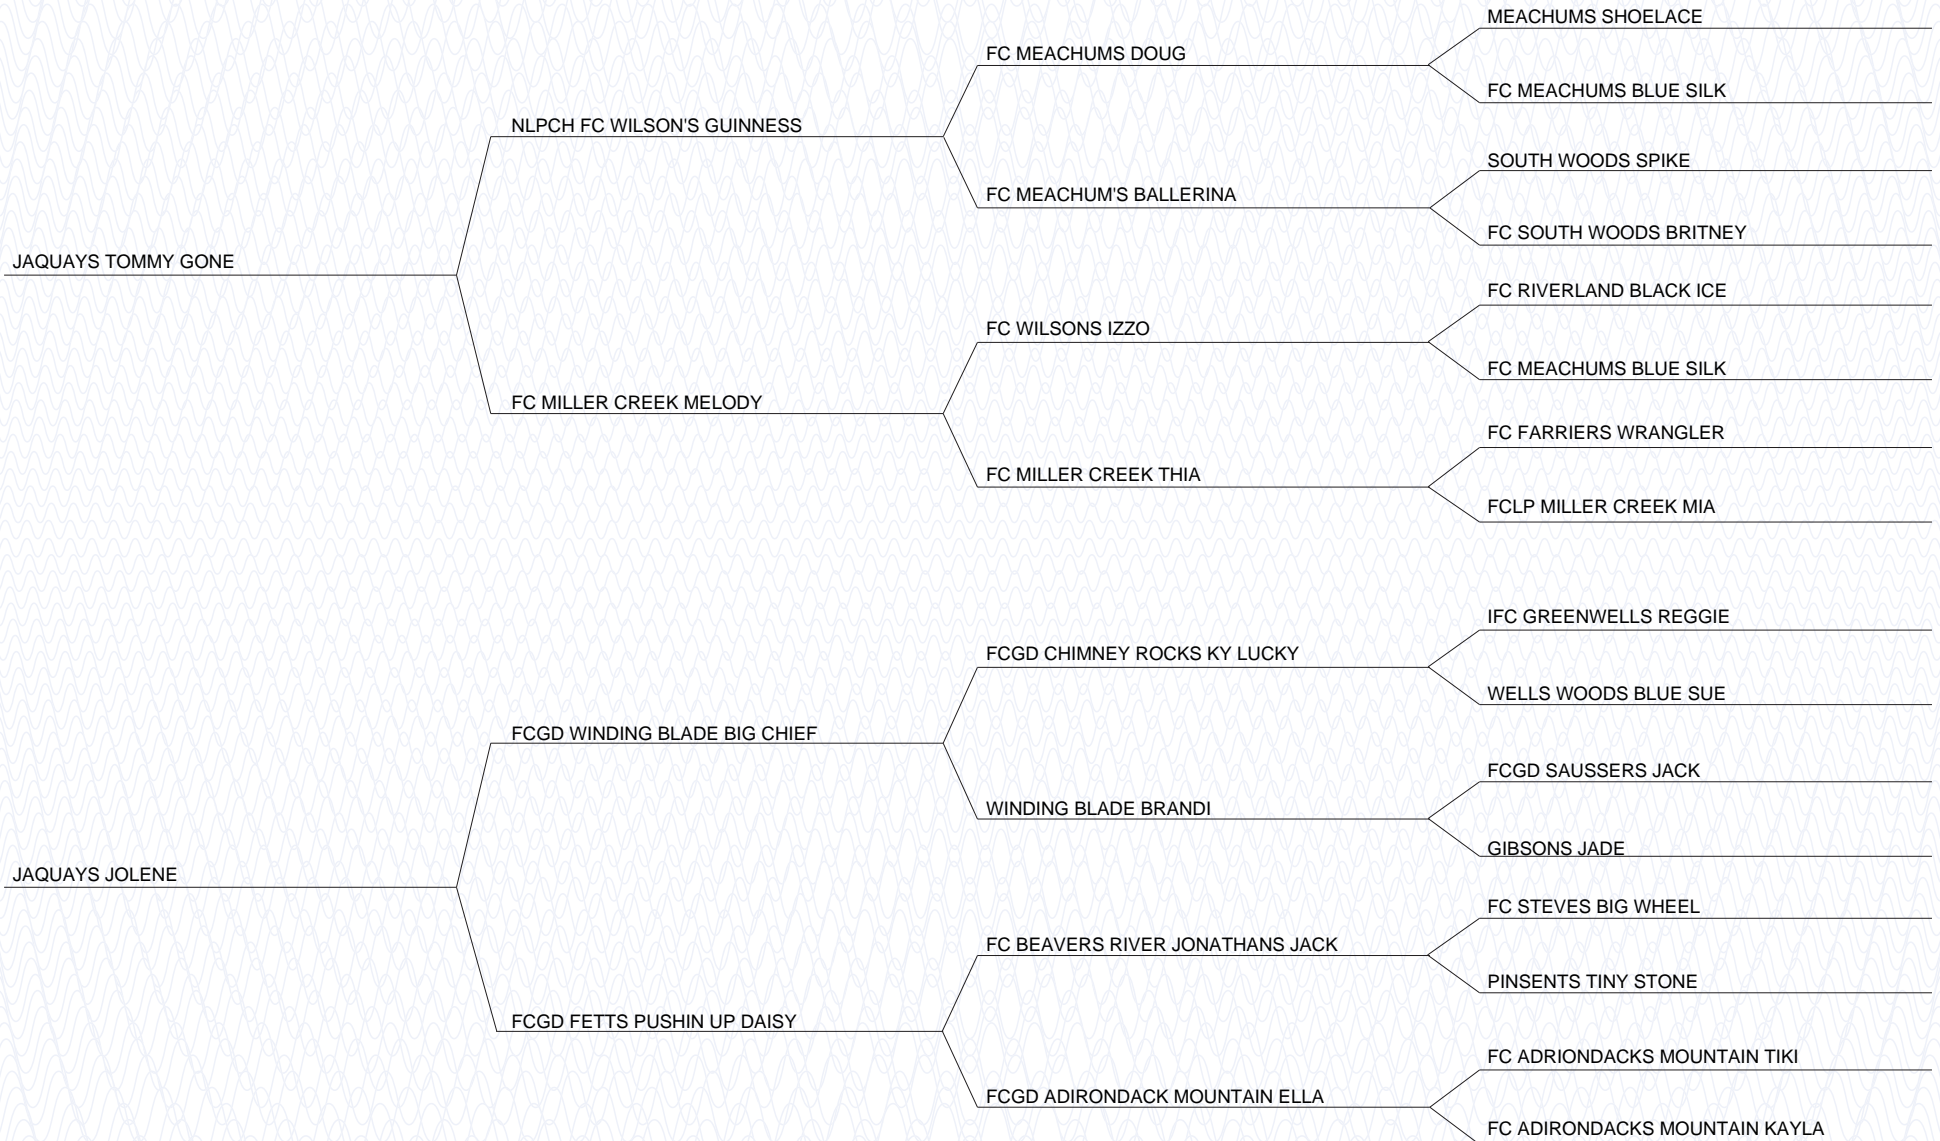 MEACHUMS SHOELACE
FC MEACHUMS DOUG
FC MEACHUMS BLUE SILK
NLPCH FC WILSON'S GUINNESS
SOUTH WOODS SPIKE
FC MEACHUM'S BALLERINA
FC SOUTH WOODS BRITNEY
JAQUAYS TOMMY GONE
FC RIVERLAND BLACK ICE
FC WILSONS IZZO
FC MEACHUMS BLUE SILK
FC MILLER CREEK MELODY
FC FARRIERS WRANGLER
FC MILLER CREEK THIA
FCLP MILLER CREEK MIA
IFC GREENWELLS REGGIE
FCGD CHIMNEY ROCKS KY LUCKY
WELLS WOODS BLUE SUE
FCGD WINDING BLADE BIG CHIEF
FCGD SAUSSERS JACK
WINDING BLADE BRANDI
GIBSONS JADE
JAQUAYS JOLENE
FC STEVES BIG WHEEL
FC BEAVERS RIVER JONATHANS JACK
PINSENTS TINY STONE
FCGD FETTS PUSHIN UP DAISY
FC ADRIONDACKS MOUNTAIN TIKI
FCGD ADIRONDACK MOUNTAIN ELLA
FC ADIRONDACKS MOUNTAIN KAYLA